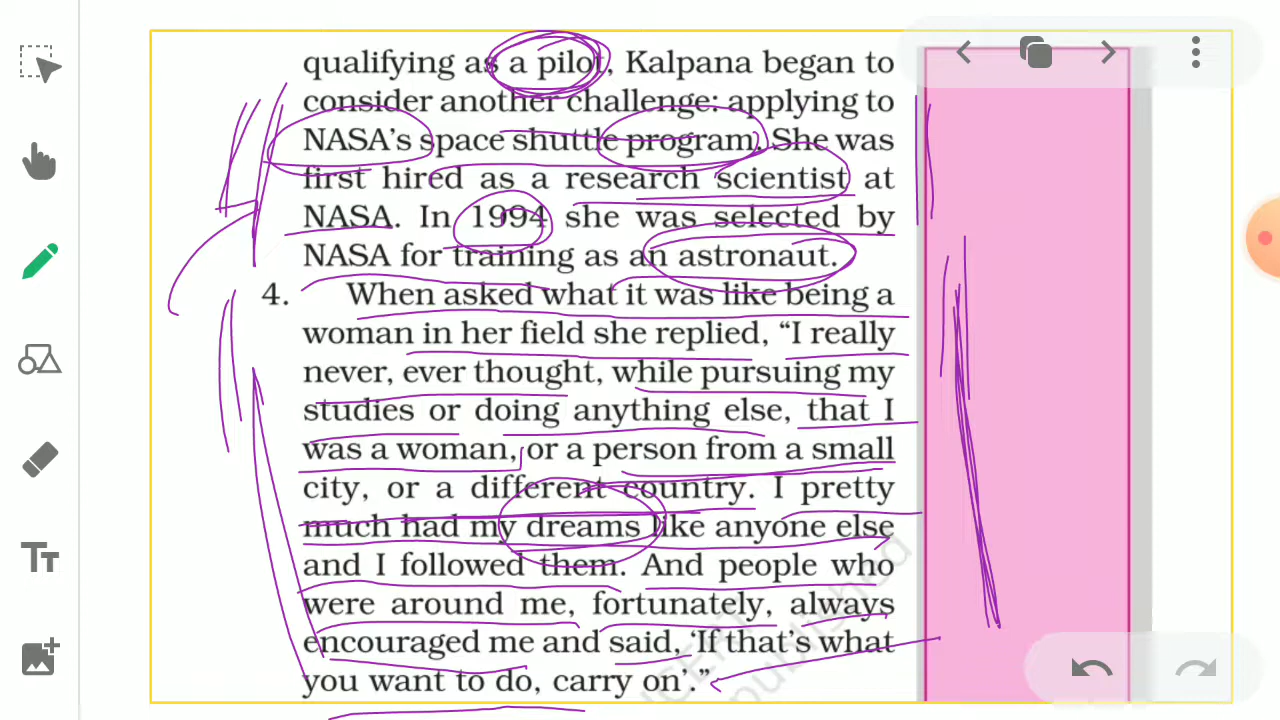 qualifying as a pilot, Kalpana began to
consider another challenge: applying to
NASA's space shuttle program. She was
first hired as a research scientist at
NASA. In 1994 she was selected by
NASA for training as an astronaut.
4. When asked what it was like being a
woman in her field she replied, “I really
never, ever thought, while pursuing my
studies or doing anything else, that I
was a woman, or a person from a small
city, or a different country. I pretty
much had my dreams like anyone else
and I followed them. And people who
were around me, fortunately, always
encouraged me and said, ‘If that's what
you want to do, carry on’.”
NCERT
published
Tt